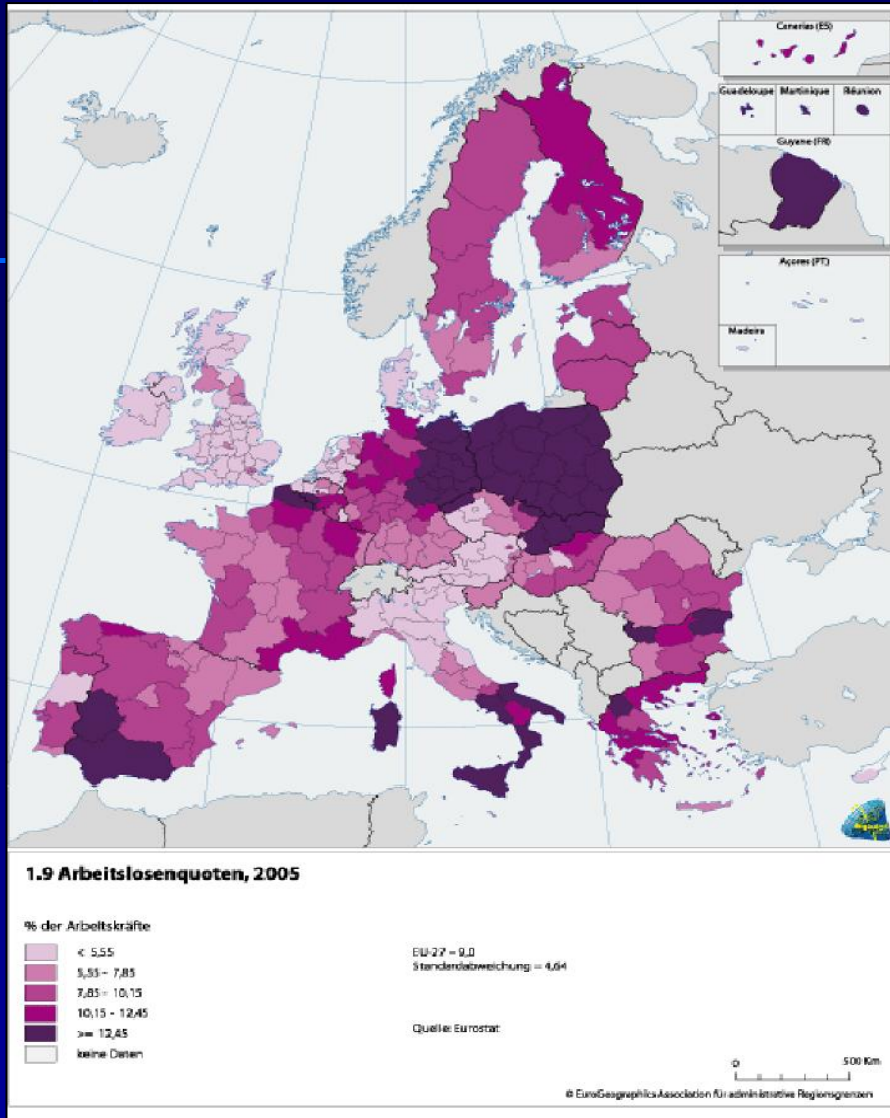 Canarias (ES)
Guadeloupe Martinique Réunion
Guyane (FR)
Açores (PT)
Madeira
1.9 Arbeitslosenquoten, 2005
% der Arbeitskräfte
< 5,55
5,55 - 7,85
7,85 - 10,15
10,15 - 12,45
>= 12,45
keine Daten
EU-27 = 9,0
Standardabweichung = 4,64
Quelle: Eurostat
0 500 Km
© EuroGeographics Association für administrative Regionsgrenzen